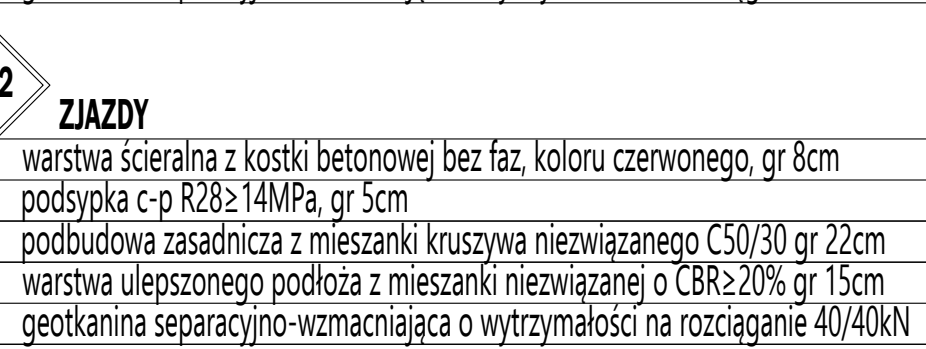 2
ZJAZDY
warstwa ścieralna z kostki betonowej bez faz, koloru czerwonego, gr 8cm
podsypka c-p R28≥14MPa, gr 5cm
podbudowa zasadnicza z mieszanki kruszywa niezwiązanego C50/30 gr 22cm
warstwa ulepszonego podłoża z mieszanki niezwiązanej o CBR≥20% gr 15cm
geotkanina separacyjno-wzmacniająca o wytrzymałości na rozciąganie 40/40kN